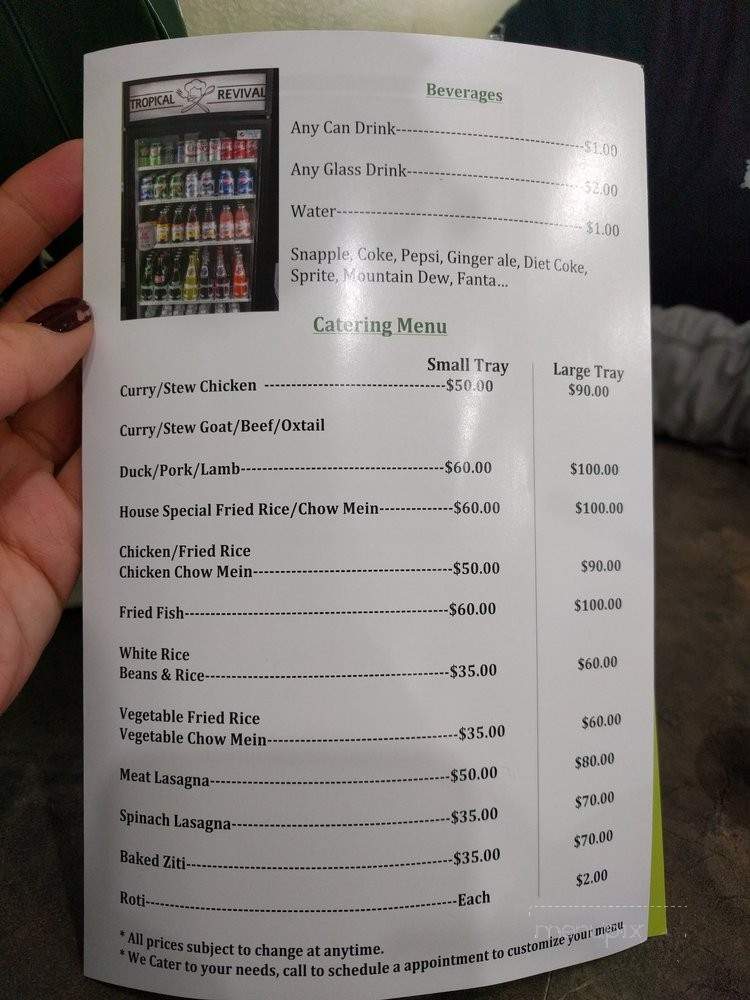 TROPICAL REVIVAL
Beverages
Any Can Drink---------------------------------$1.00
Any Glass Drink-------------------------------$2.00
Water-------------------------------------------- $1.00
Snapple, Coke, Pepsi, Ginger ale, Diet Coke,
Sprite, Mountain Dew, Fanta...
Catering Menu
Small Tray Large Tray
Curry/Stew Chicken --------------------------------$50.00 $90.00
Curry/Stew Goat/Beef/Oxtail
Duck/Pork/Lamb-----------------------------------$60.00 $100.00
House Special Fried Rice/Chow Mein-------------$60.00 $100.00
Chicken/Fried Rice
Chicken Chow Mein----------------------------------$50.00 $90.00
Fried Fish---------------------------------------------$60.00 $100.00
White Rice
Beans & Rice------------------------------------------$35.00 $60.00
Vegetable Fried Rice
Vegetable Chow Mein---------------------------------$35.00 $60.00
Meat Lasagna-----------------------------------------$50.00 $80.00
Spinach Lasagna--------------------------------------$35.00 $70.00
Baked Ziti---------------------------------------------$35.00 $70.00
Roti-----------------------------------------------------Each $2.00
* All prices subject to change at anytime.
* We Cater to your needs, call to schedule a appointment to customize your menu
menupix